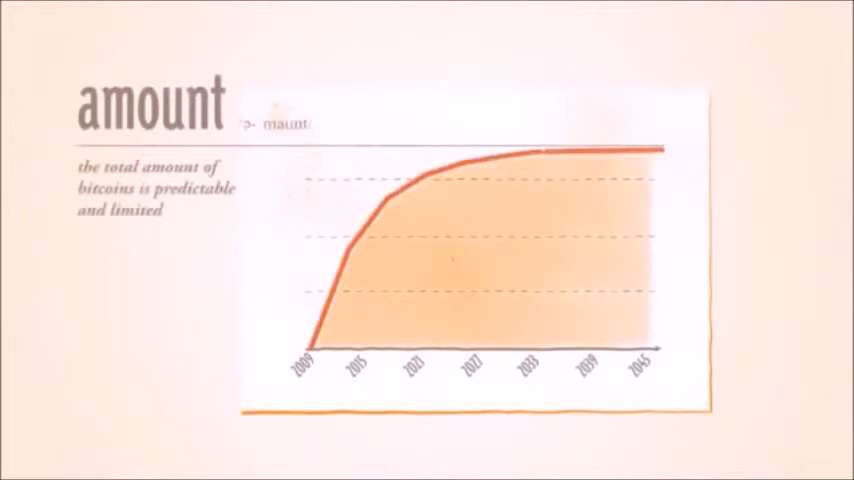 amount
/ə- maunt/
the total amount of
bitcoins is predictable
and limited
2009
2015
2021
2027
2033
2039
2045